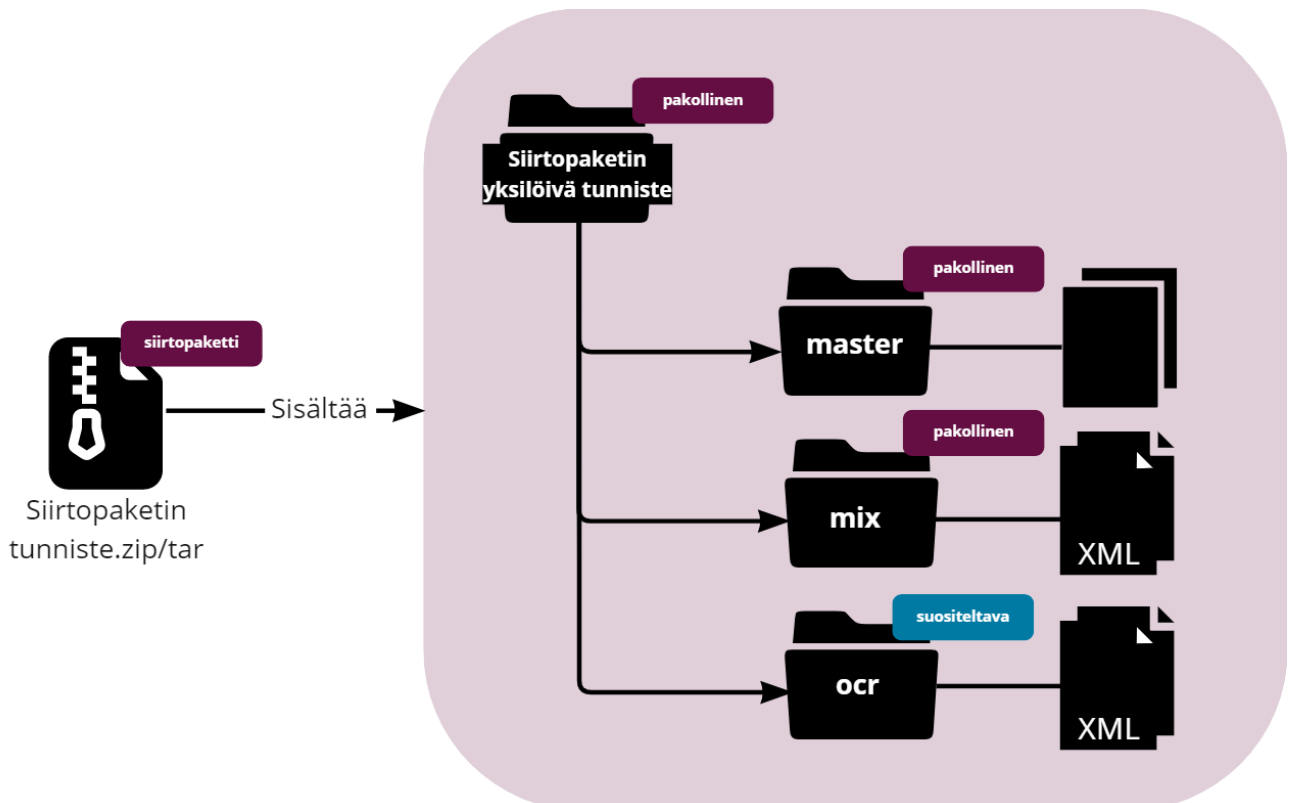 siirtopaketti
Siirtopaketin
tunniste.zip/tar
Sisältää
pakollinen
Siirtopaketin
yksilöivä tunniste
pakollinen
master
pakollinen
mix
XML
suositeltava
ocr
XML